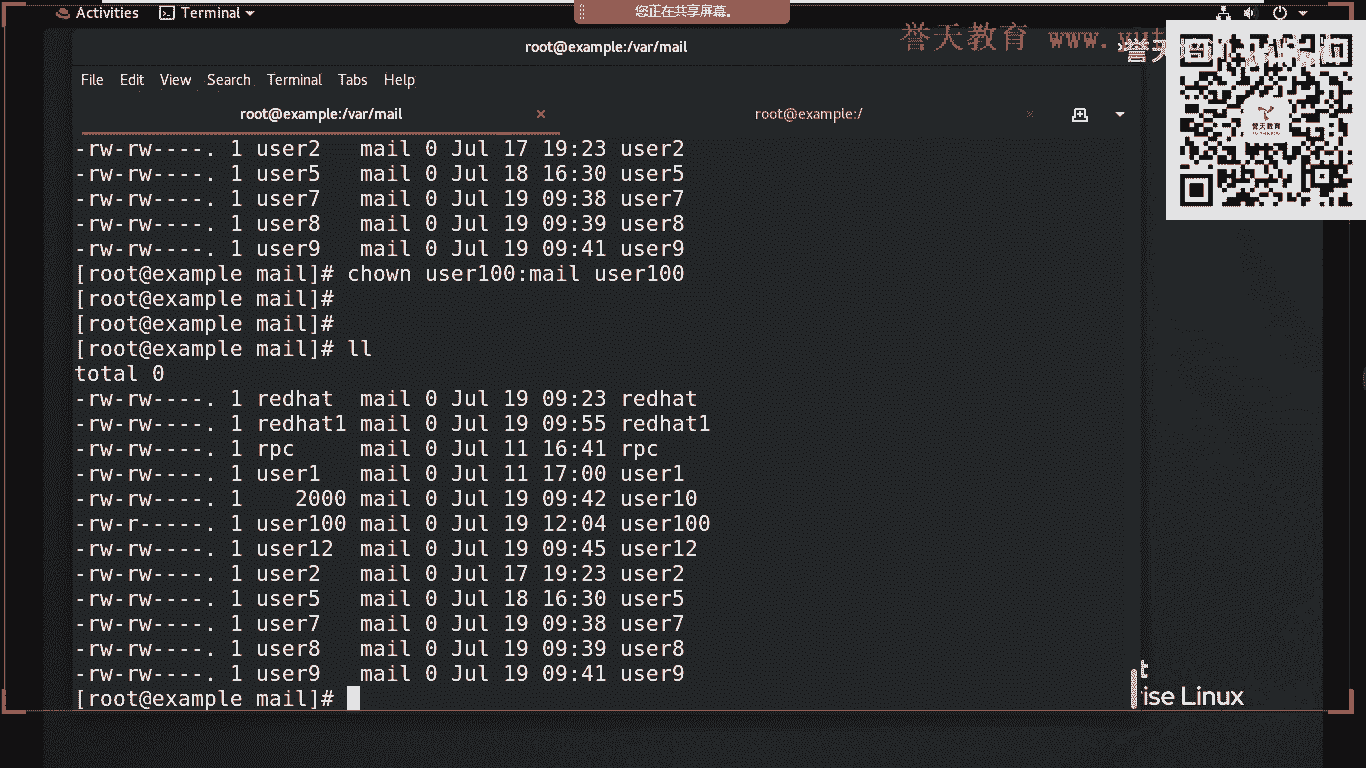 Activities Terminal 您正在共享屏幕。
誉天教育 www.
root@example:/var/mail
File Edit View Search Terminal Tabs Help
root@example:/var/mail × root@example:/ ×
誉天教育
-rw-rw----. 1 user2 mail 0 Jul 17 19:23 user2
-rw-rw----. 1 user5 mail 0 Jul 18 16:30 user5
-rw-rw----. 1 user7 mail 0 Jul 19 09:38 user7
-rw-rw----. 1 user8 mail 0 Jul 19 09:39 user8
-rw-rw----. 1 user9 mail 0 Jul 19 09:41 user9
[root@example mail]# chown user100:mail user100
[root@example mail]#
[root@example mail]#
[root@example mail]# ll
total 0
-rw-rw----. 1 redhat mail 0 Jul 19 09:23 redhat
-rw-rw----. 1 redhat1 mail 0 Jul 19 09:55 redhat1
-rw-rw----. 1 rpc mail 0 Jul 11 16:41 rpc
-rw-rw----. 1 user1 mail 0 Jul 11 17:00 user1
-rw-rw----. 1 2000 mail 0 Jul 19 09:42 user10
-rw-r-----. 1 user100 mail 0 Jul 19 12:04 user100
-rw-rw----. 1 user12 mail 0 Jul 19 09:45 user12
-rw-rw----. 1 user2 mail 0 Jul 17 19:23 user2
-rw-rw----. 1 user5 mail 0 Jul 18 16:30 user5
-rw-rw----. 1 user7 mail 0 Jul 19 09:38 user7
-rw-rw----. 1 user8 mail 0 Jul 19 09:39 user8
-rw-rw----. 1 user9 mail 0 Jul 19 09:41 user9
[root@example mail]#
t
ise Linux